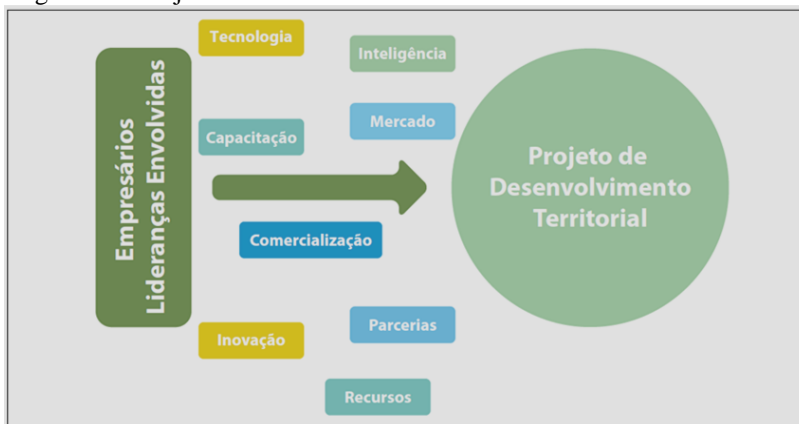 Empresários
Lideranças Envolvidas
Tecnologia
Inteligência
Capacitação
Mercado
Comercialização
Inovação
Parcerias
Recursos
Projeto de
Desenvolvimento
Territorial